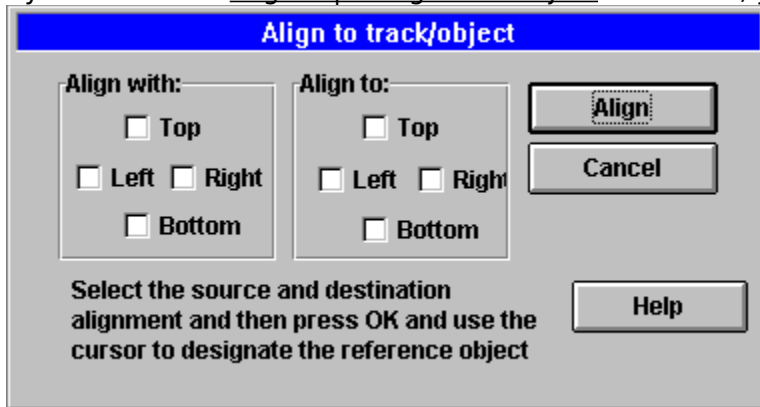 Align to track/object
Align with:
Top
Left Right
Bottom
Align to:
Top
Left Right
Bottom
Align
Cancel
Select the source and destination
alignment and then press OK and use the
cursor to designate the reference object
Help